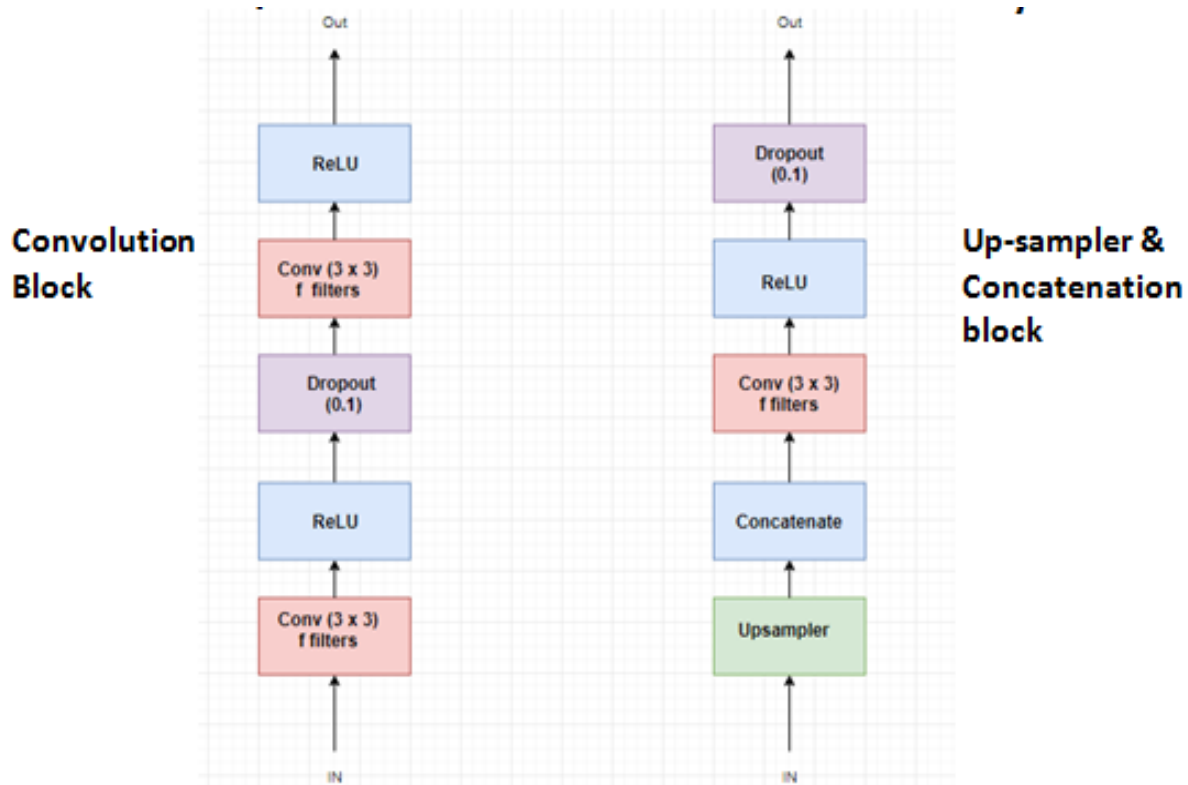 Out
ReLU
Conv (3 x 3)
f filters
Dropout
(0.1)
ReLU
Conv (3 x 3)
f filters
IN
Convolution
Block
Out
Dropout
(0.1)
ReLU
Conv (3 x 3)
f filters
Concatenate
Upsampler
IN
Up-sampler &
Concatenation
block